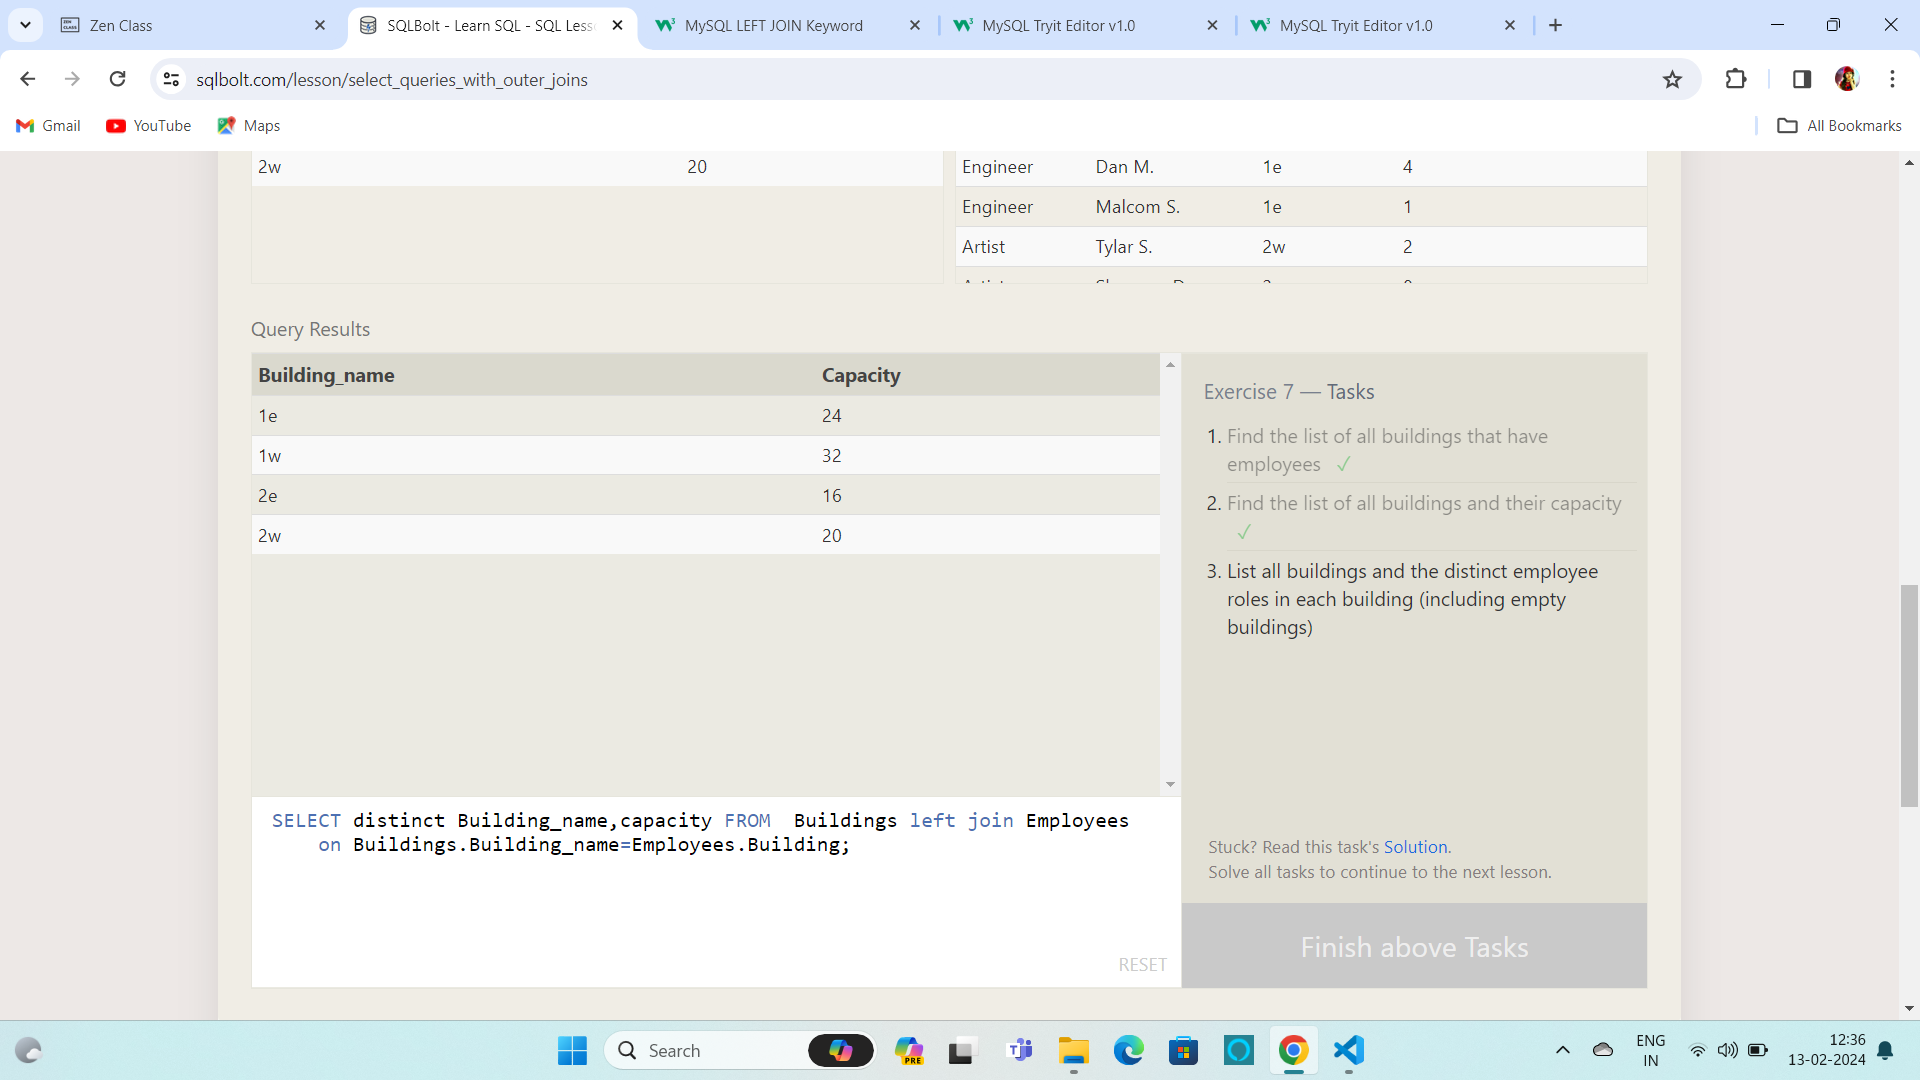 Zen Class
SQLBolt - Learn SQL - SQL Less
MySQL LEFT JOIN Keyword
MySQL Tryit Editor v1.0
MySQL Tryit Editor v1.0
sqlbolt.com/lesson/select_queries_with_outer_joins
Gmail
YouTube
Maps
All Bookmarks
2w 20
Engineer Dan M. 1e 4
Engineer Malcom S. 1e 1
Artist Tylar S. 2w 2
Query Results
Building_name Capacity
1e 24
1w 32
2e 16
2w 20
Exercise 7 — Tasks
1. Find the list of all buildings that have
employees ✓
2. Find the list of all buildings and their capacity
✓
3. List all buildings and the distinct employee
roles in each building (including empty
buildings)
SELECT distinct Building_name,capacity FROM  Buildings left join Employees
on Buildings.Building_name=Employees.Building;
RESET
Stuck? Read this task's Solution.
Solve all tasks to continue to the next lesson.
Finish above Tasks
Search
PRE
ENG
IN
12:36
13-02-2024